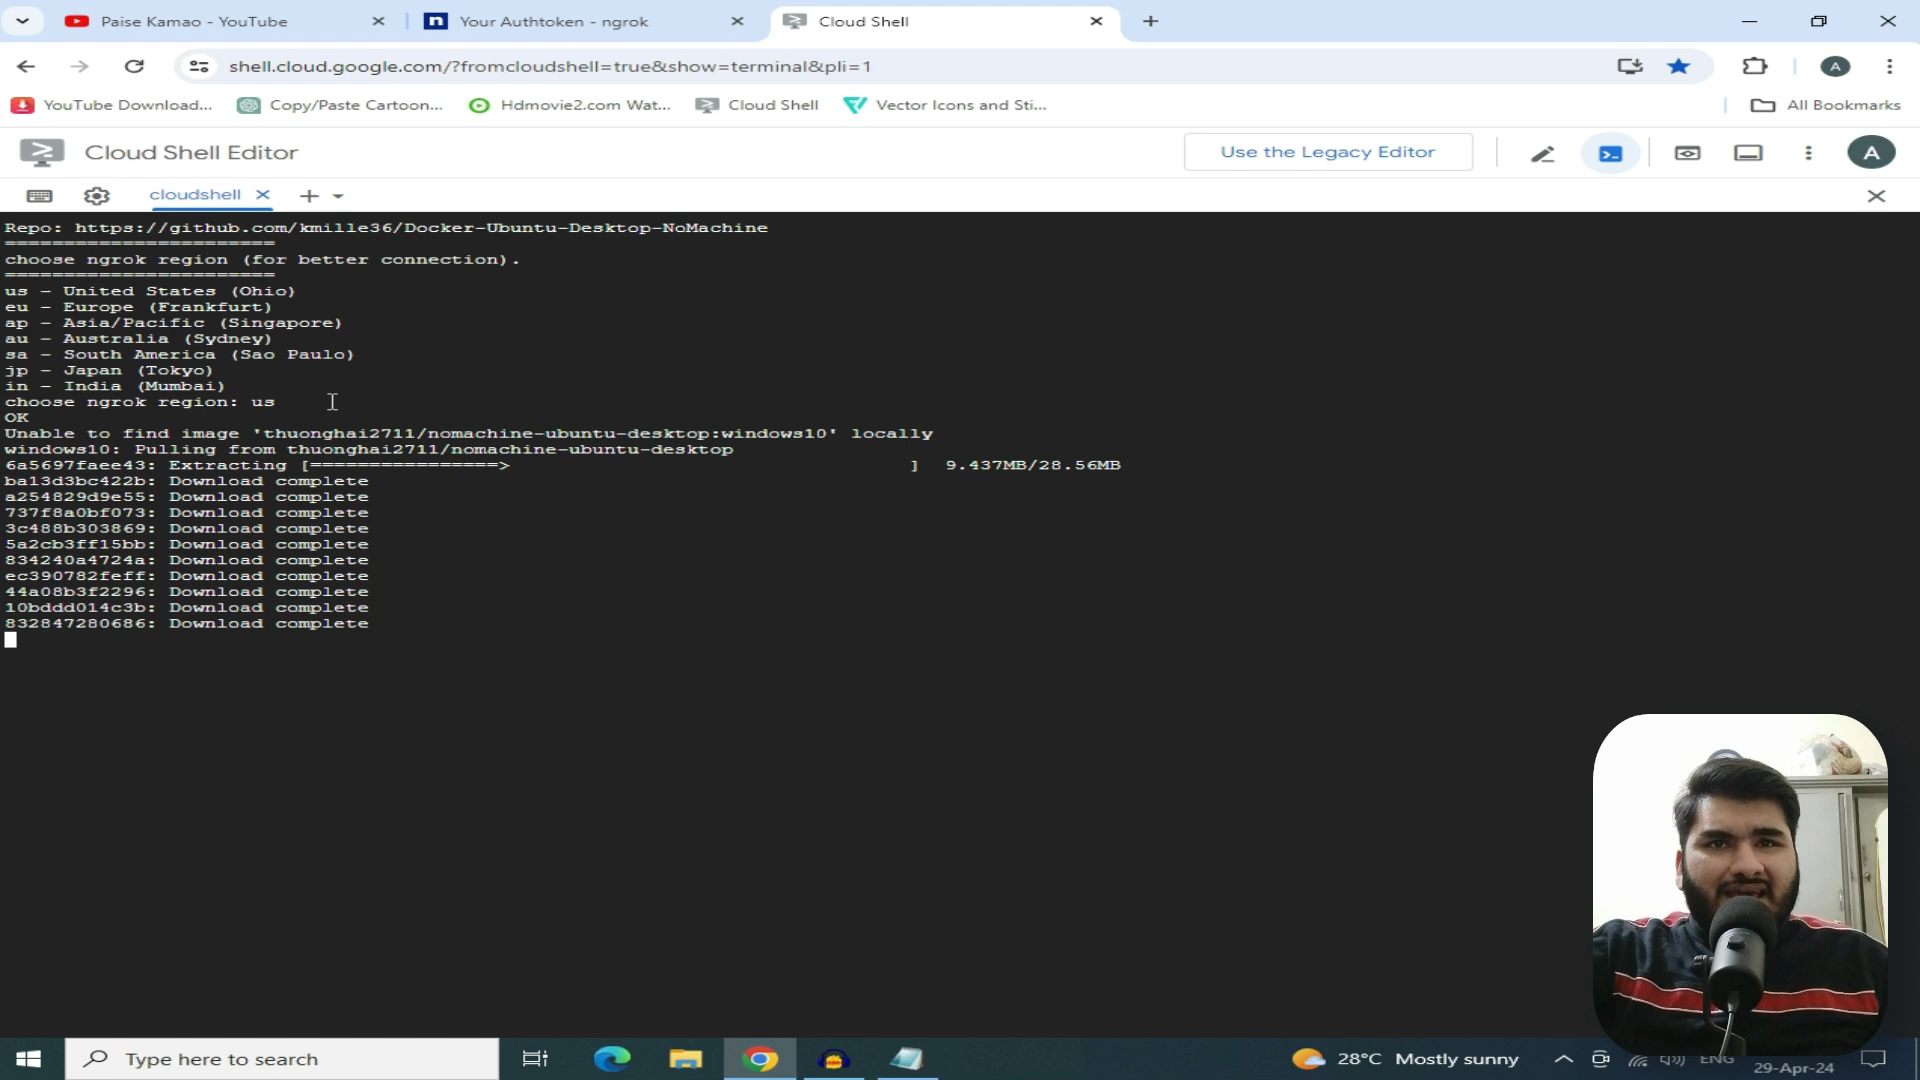 Paise Kamao - YouTube
Your Authtoken - ngrok
Cloud Shell
shell.cloud.google.com/?fromcloudshell=true&show=terminal&pli=1
A
YouTube Download...
Copy/Paste Cartoon...
Hdmovie2.com Wat...
Cloud Shell
Vector Icons and Sti...
All Bookmarks
Cloud Shell Editor
Use the Legacy Editor
A
cloudshell
Repo: https://github.com/kmille36/Docker-Ubuntu-Desktop-NoMachine
=======================
choose ngrok region (for better connection).
=======================
us - United States (Ohio)
eu - Europe (Frankfurt)
ap - Asia/Pacific (Singapore)
au - Australia (Sydney)
sa - South America (Sao Paulo)
jp - Japan (Tokyo)
in - India (Mumbai)
choose ngrok region: us
OK
Unable to find image 'thuonghai2711/nomachine-ubuntu-desktop:windows10' locally
windows10: Pulling from thuonghai2711/nomachine-ubuntu-desktop
6a5697faee43: Extracting [================>                                  ]  9.437MB/28.56MB
ba13d3bc422b: Download complete
a254829d9e55: Download complete
737f8a0bf073: Download complete
3c488b303869: Download complete
5a2cb3ff15bb: Download complete
834240a4724a: Download complete
ec390782feff: Download complete
44a08b3f2296: Download complete
10bddd014c3b: Download complete
832847280686: Download complete
Type here to search
28°C Mostly sunny
ENG
29-Apr-24